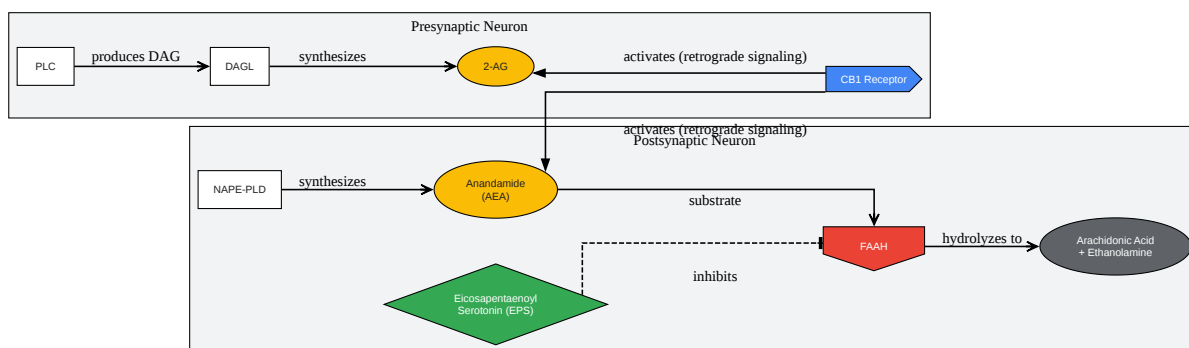 Presynaptic Neuron
PLC
produces DAG
DAGL
synthesizes
2-AG
activates (retrograde signaling)
CB1 Receptor
activates (retrograde signaling)
Postsynaptic Neuron
NAPE-PLD
synthesizes
Anandamide
(AEA)
substrate
FAAH
hydrolyzes to
Arachidonic Acid
+ Ethanolamine
inhibits
Eicosapentaenoyl
Serotonin (EPS)